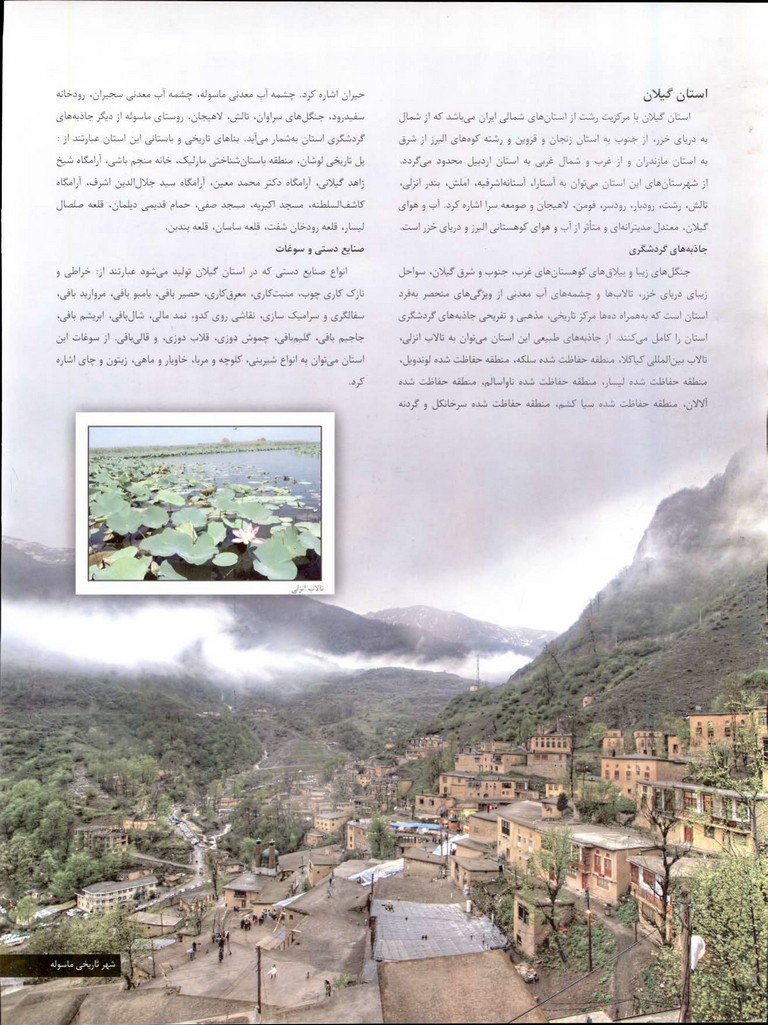 استان گیلان
استان گیلان با مرکزیت رشت از استان‌های شمالی ایران می‌باشد که از شمال
به دریای خزر، از جنوب به استان زنجان و قزوین و رشته کوه‌های البرز از شرق
به استان مازندران و از غرب و شمال غربی به استان اردبیل محدود می‌گردد.
از شهرستان‌های این استان می‌توان به آستارا، آستانه‌اشرفیه، املش، بندر انزلی،
تالش، رشت، رودبار، رودسر، فومن، لاهیجان و صومعه سرا اشاره کرد. آب و هوای
گیلان، معتدل مدیترانه‌ای و متأثر از آب و هوای کوهستانی البرز و دریای خزر است.
جاذبه‌های گردشگری
جنگل‌های زیبا و ییلاق‌های کوهستان‌های غرب، جنوب و شرق گیلان، سواحل
زیبای دریای خزر، تالاب‌ها و چشمه‌های آب معدنی از ویژگی‌های منحصر به‌فرد
استان است که به‌همراه ده‌ها مرکز تاریخی، مذهبی و تفریحی جاذبه‌های گردشگری
استان را کامل می‌کنند. از جاذبه‌های طبیعی این استان می‌توان به تالاب انزلی،
تالاب بین‌المللی کیاکلا، منطقه حفاظت شده سلکه، منطقه حفاظت شده لوندویل،
منطقه حفاظت شده لیسار، منطقه حفاظت شده ناواسالم، منطقه حفاظت شده
آلالان، منطقه حفاظت شده سیا کشم، منطقه حفاظت شده سرخانکل و گردنه
حیران اشاره کرد. چشمه آب معدنی ماسوله، چشمه آب معدنی سجیران، رودخانه
سفیدرود، جنگل‌های سراوان، تالش، لاهیجان، روستای ماسوله از دیگر جاذبه‌های
گردشگری استان به‌شمار می‌آید. بناهای تاریخی و باستانی این استان عبارتند از :
پل تاریخی لوشان، منطقه باستان‌شناختی مارلیک، خانه منجم باشی، آرامگاه شیخ
زاهد گیلانی، آرامگاه دکتر محمد معین، آرامگاه سید جلال‌الدین اشرف، آرامگاه
کاشف‌السلطنه، مسجد اکبریه، مسجد صفی، حمام قدیمی دیلمان، قلعه صلصال
لیسار، قلعه رودخان شفت، قلعه ساسان، قلعه بندبن.
صنایع دستی و سوغات
انواع صنایع دستی که در استان گیلان تولید می‌شود عبارتند از: خراطی و
نازک کاری چوب، منبت‌کاری، معرق‌کاری، حصیر بافی، بامبو بافی، مروارید بافی،
سفالگری و سرامیک سازی، نقاشی روی کدو، نمد مالی، شال‌بافی، ابریشم بافی،
جاجیم بافی، گلیم‌بافی، چموش دوزی، قلاب دوزی، و قالی‌بافی. از سوغات این
استان می‌توان به انواع شیرینی، کلوچه و مربا، خاویار و ماهی، زیتون و چای اشاره
کرد.
تالاب انزلی
شهر تاریخی ماسوله